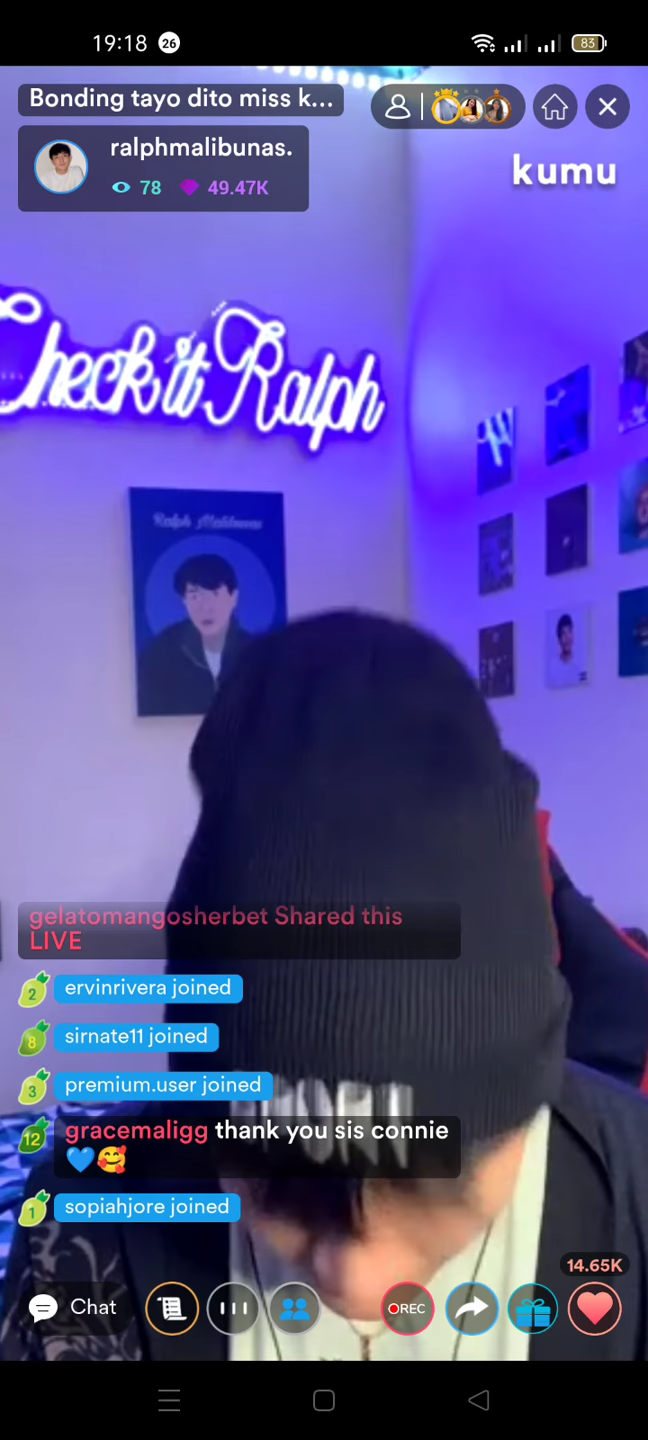 19:18
26
83
Bonding tayo dito miss k...
ralphmalibunas.
78
49.47K
kumu
Check it Ralph
Ralph Malibunas
gelatomangosherbet Shared this
LIVE
2 ervinrivera joined
8 sirnate11 joined
3 premium.user joined
12 gracemaligg thank you sis connie
💙🥰
1 sopiahjore joined
14.65K
Chat
REC